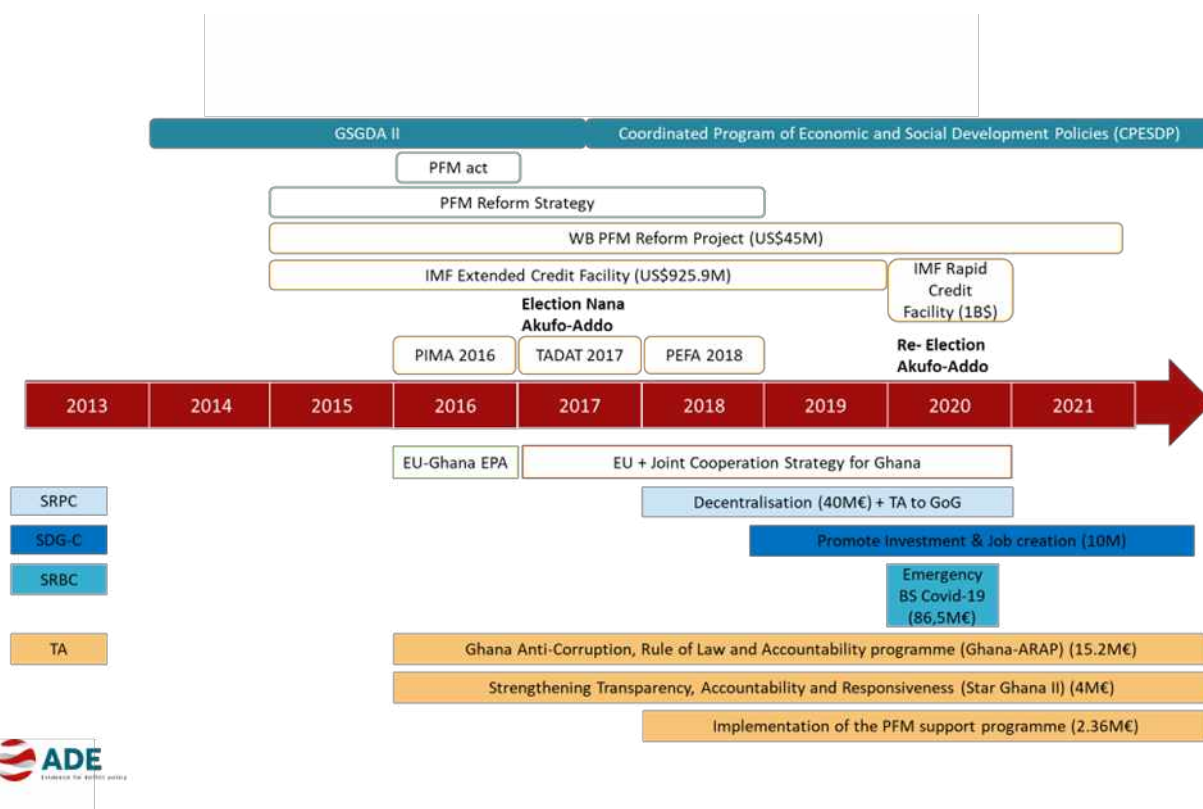 GSGDA II
Coordinated Program of Economic and Social Development Policies (CPESDP)
PFM act
PFM Reform Strategy
WB PFM Reform Project (US$45M)
IMF Extended Credit Facility (US$925.9M)
IMF Rapid
Credit
Facility (1B$)
Election Nana
Akufo-Addo
PIMA 2016
TADAT 2017
PEFA 2018
Re- Election
Akufo-Addo
2013
2014
2015
2016
2017
2018
2019
2020
2021
EU-Ghana EPA
EU + Joint Cooperation Strategy for Ghana
SRPC
Decentralisation (40M€) + TA to GoG
SDG-C
Promote Investment & Job creation (10M)
SRBC
Emergency
BS Covid-19
(86,5M€)
TA
Ghana Anti-Corruption, Rule of Law and Accountability programme (Ghana-ARAP) (15.2M€)
Strengthening Transparency, Accountability and Responsiveness (Star Ghana II) (4M€)
Implementation of the PFM support programme (2.36M€)
ADE
Evidence for better policy